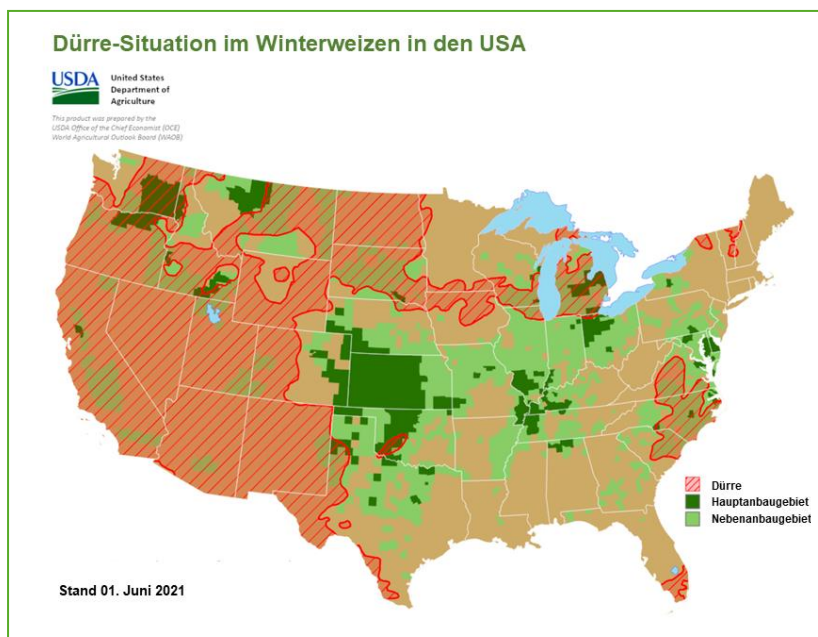 Dürre-Situation im Winterweizen in den USA
USDA
United States
Department of
Agriculture
This product was prepared by the
USDA Office of the Chief Economist (OCE)
World Agricultural Outlook Board (WAOB)
Dürre
Hauptanbaugebiet
Nebenanbaugebiet
Stand 01. Juni 2021